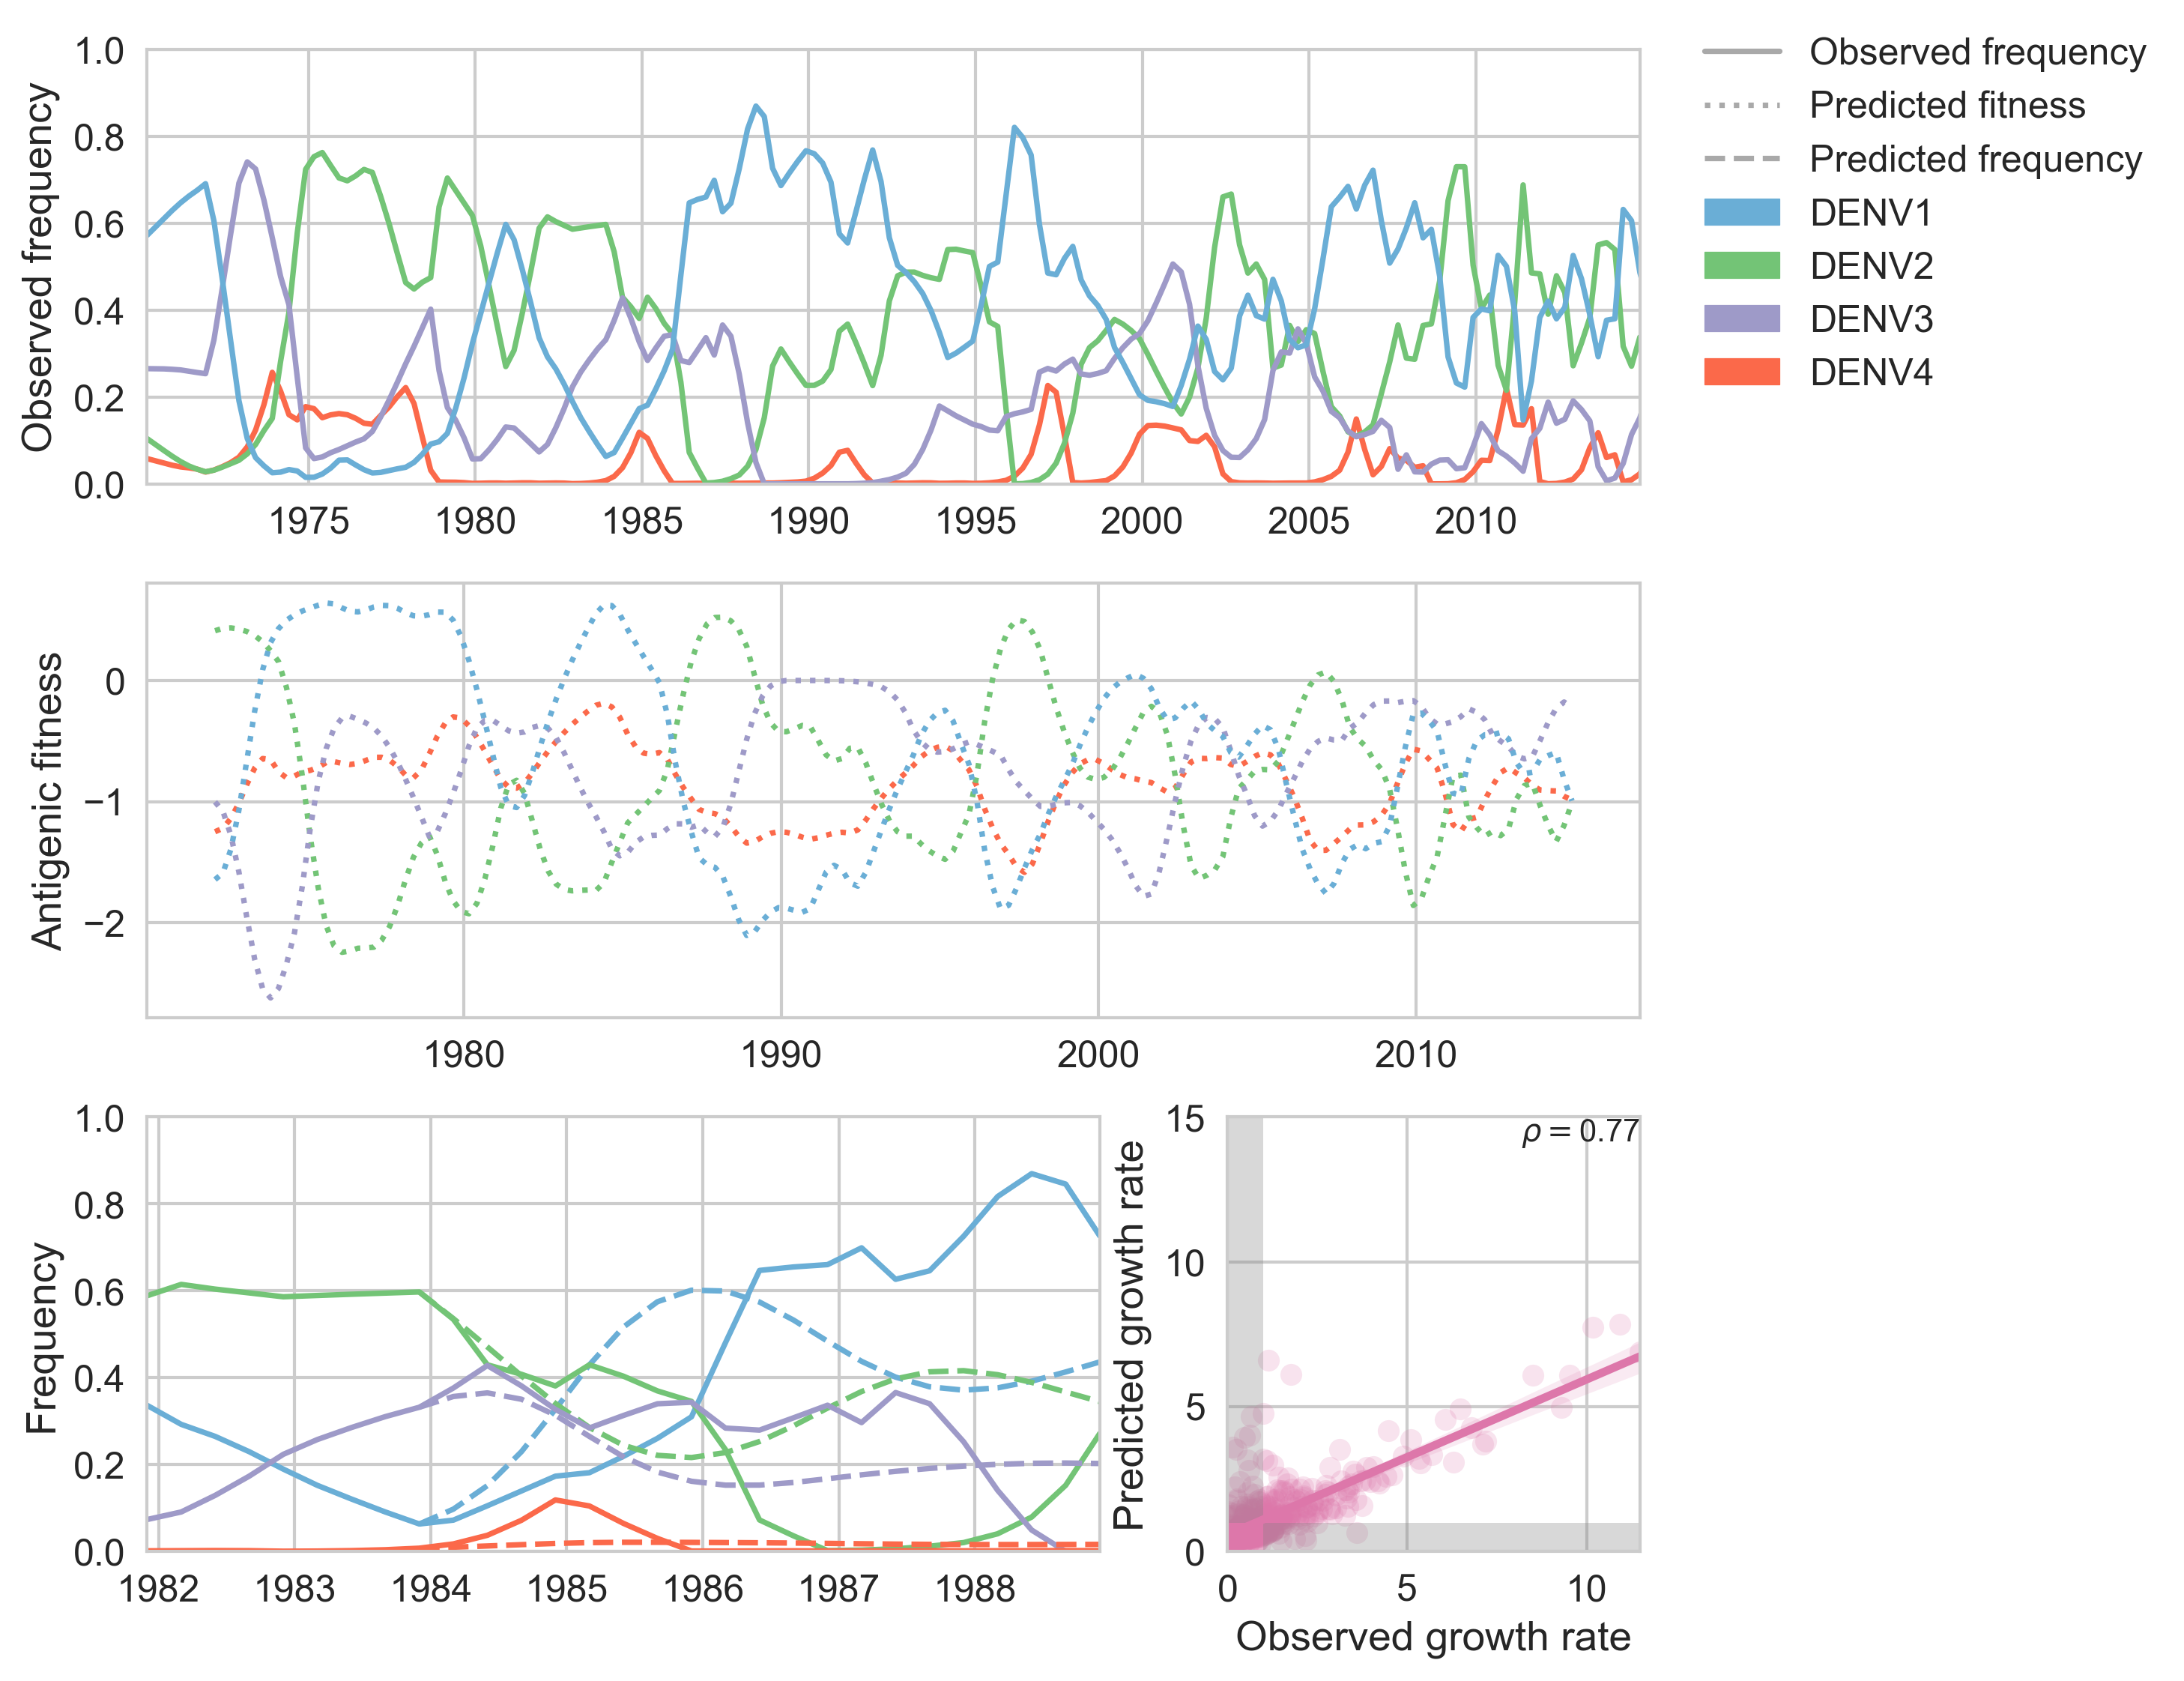 Observed frequency
1.0
0.8
0.6
0.4
0.2
0.0
1975 1980 1985 1990 1995 2000 2005 2010
Observed frequency
Predicted fitness
Predicted frequency
DENV1
DENV2
DENV3
DENV4
Antigenic fitness
0
−1
−2
1980 1990 2000 2010
Frequency
1.0
0.8
0.6
0.4
0.2
0.0
1982 1983 1984 1985 1986 1987 1988
Predicted growth rate
15
10
5
0
ρ = 0.77
0 5 10
Observed growth rate